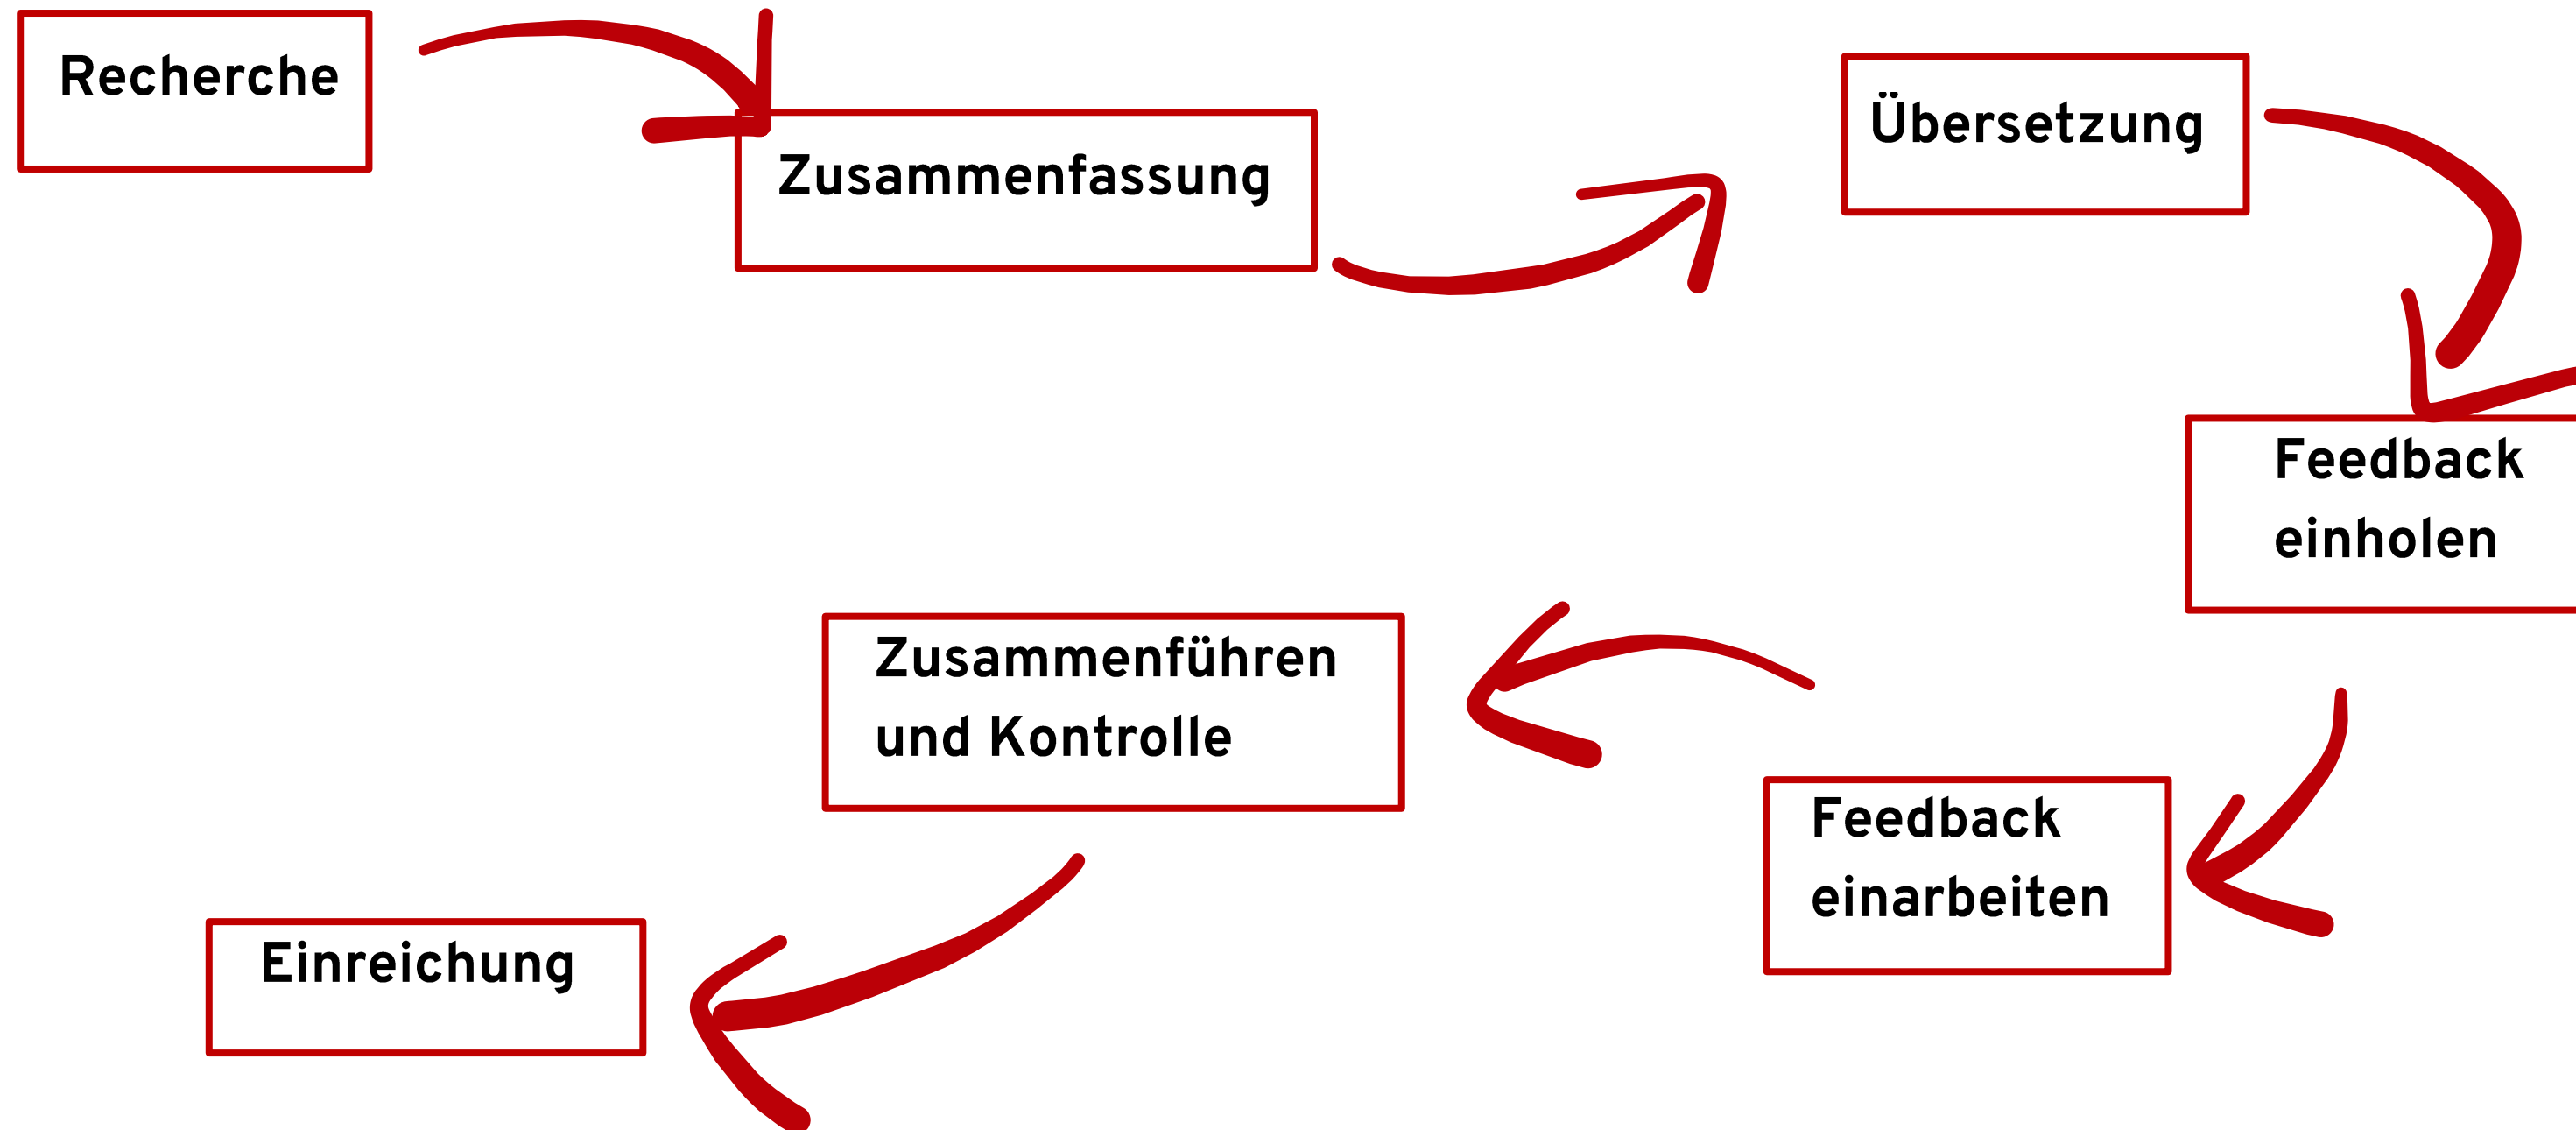 Recherche
Zusammenfassung
Übersetzung
Feedback
einholen
Feedback
einarbeiten
Zusammenführen
und Kontrolle
Einreichung